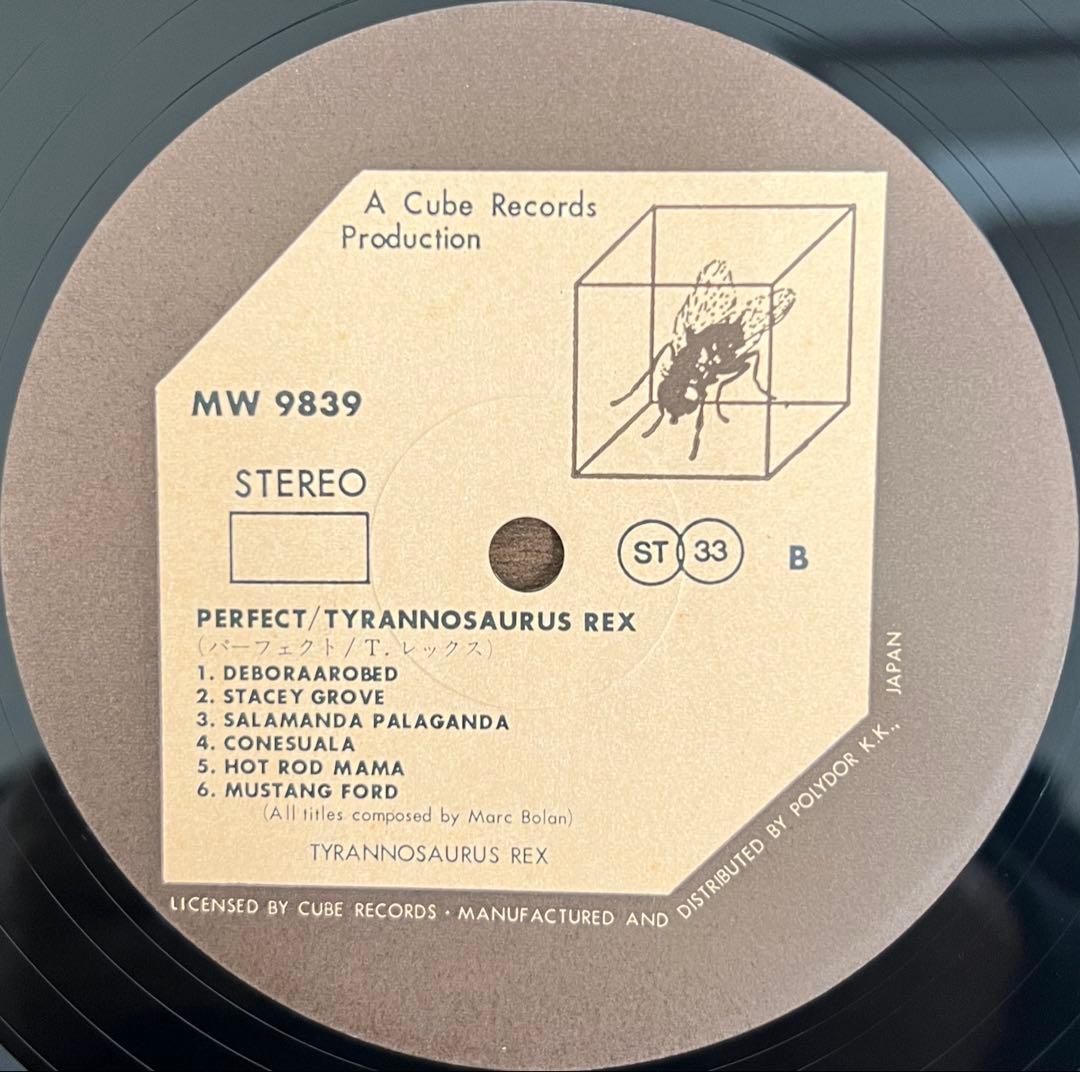 A Cube Records
Production
MW 9839
STEREO
ST 33
B
PERFECT/TYRANNOSAURUS REX
(パーフェクト/T.レックス)
1. DEBORAAROBED
2. STACEY GROVE
3. SALAMANDA PALAGANDA
4. CONESUALA
5. HOT ROD MAMA
6. MUSTANG FORD
(All titles composed by Marc Bolan)
TYRANNOSAURUS REX
LICENSED BY CUBE RECORDS · MANUFACTURED AND DISTRIBUTED BY POLYDOR K.K., JAPAN